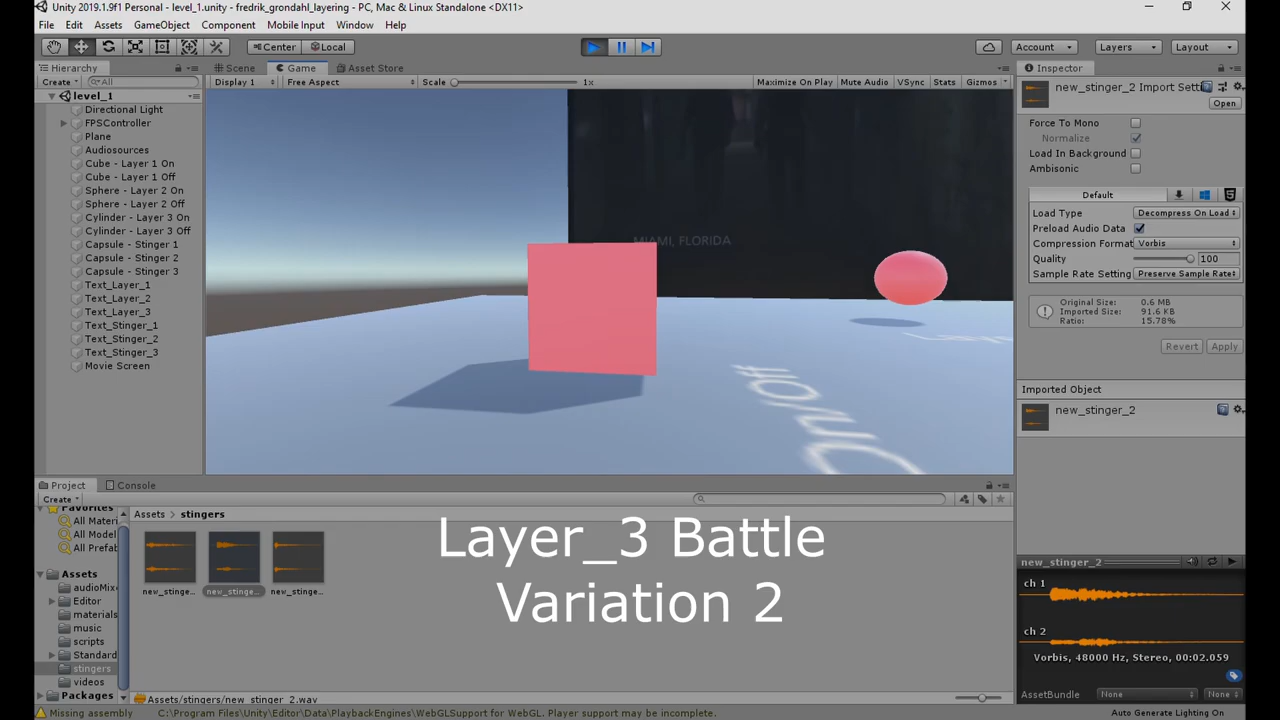 Unity 2019.1.9f1 Personal - level_1.unity - fredrik_grondahl_layering - PC, Mac & Linux Standalone <DX11>
File Edit Assets GameObject Component Mobile Input Window Help
Center Local Account Layers Layout
Hierarchy
Create All
level_1
Directional Light
FPSController
Plane
Audiosources
Cube - Layer 1 On
Cube - Layer 1 Off
Sphere - Layer 2 On
Sphere - Layer 2 Off
Cylinder - Layer 3 On
Cylinder - Layer 3 Off
Capsule - Stinger 1
Capsule - Stinger 2
Capsule - Stinger 3
Text_Layer_1
Text_Layer_2
Text_Layer_3
Text_Stinger_1
Text_Stinger_2
Text_Stinger_3
Movie Screen
Scene Game Asset Store
Display 1 Free Aspect Scale 1x Maximize On Play Mute Audio VSync Stats Gizmos
MIAMI, FLORIDA
Inspector
new_stinger_2 Import Sett
Open
Force To Mono
Normalize
Load In Background
Ambisonic
Default
Load Type Decompress On Load
Preload Audio Data
Compression Format Vorbis
Quality 100
Sample Rate Setting Preserve Sample Rate
Original Size: 0.6 MB
Imported Size: 91.6 KB
Ratio: 15.78%
Revert Apply
Imported Object
new_stinger_2
Project Console
Create
Favorites
All Materi
All Model
All Prefab
Assets
audioMixe
Editor
materials
music
scripts
Standard
stingers
videos
Packages
Assets > stingers
new_stinge... new_stinge... new_stinge...
Layer_3 Battle
Variation 2
Assets/stingers/new_stinger_2.wav
new_stinger_2
ch 1
ch 2
Vorbis, 48000 Hz, Stereo, 00:02.059
AssetBundle None None
Missing assembly C:\Program Files\Unity\Editor\Data\PlaybackEngines\WebGLSupport for WebGL. Player support may be incomplete.
Auto Generate Lighting On